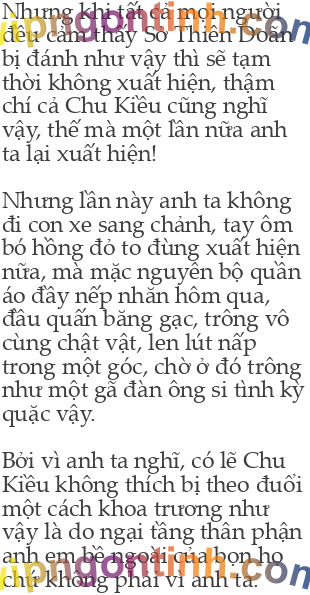 Nhưng khi tất cả mọi người
đều cảm thấy Sở Thiên Doãn
bị đánh như vậy thì sẽ tạm
thời không xuất hiện, thậm
chí cả Chu Kiều cũng nghĩ
vậy, thế mà một lần nữa anh
ta lại xuất hiện!
Nhưng lần này anh ta không
đi con xe sang chảnh, tay ôm
bó hồng đỏ to đùng xuất hiện
nữa, mà mặc nguyên bộ quần
áo đầy nếp nhăn hôm qua,
đầu quấn băng gạc, trông vô
cùng chật vật, len lút nấp
trong một góc, chờ ở đó trông
như một gã đàn ông si tình kỳ
quặc vậy.
Bởi vì anh ta nghĩ, có lẽ Chu
Kiều không thích bị theo đuổi
một cách khoa trương như
vậy là do ngại tầng thân phận
anh em bề ngoài của bọn họ
chứ không phải vì anh ta.
vipngontinh.com
vipngontinh.com